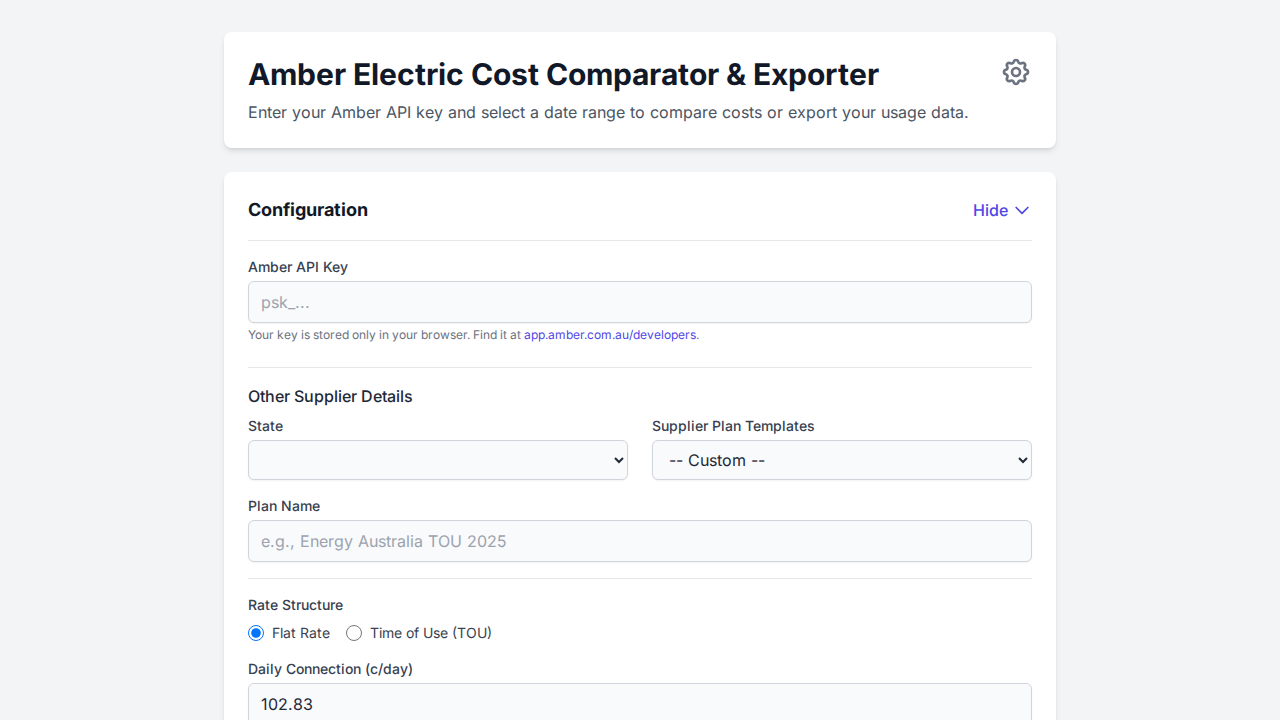 Amber Electric Cost Comparator & Exporter
Enter your Amber API key and select a date range to compare costs or export your usage data.
Configuration
Hide
Amber API Key
psk_...
Your key is stored only in your browser. Find it at app.amber.com.au/developers.
Other Supplier Details
State
Supplier Plan Templates
-- Custom --
Plan Name
e.g., Energy Australia TOU 2025
Rate Structure
Flat Rate
Time of Use (TOU)
Daily Connection (c/day)
102.83